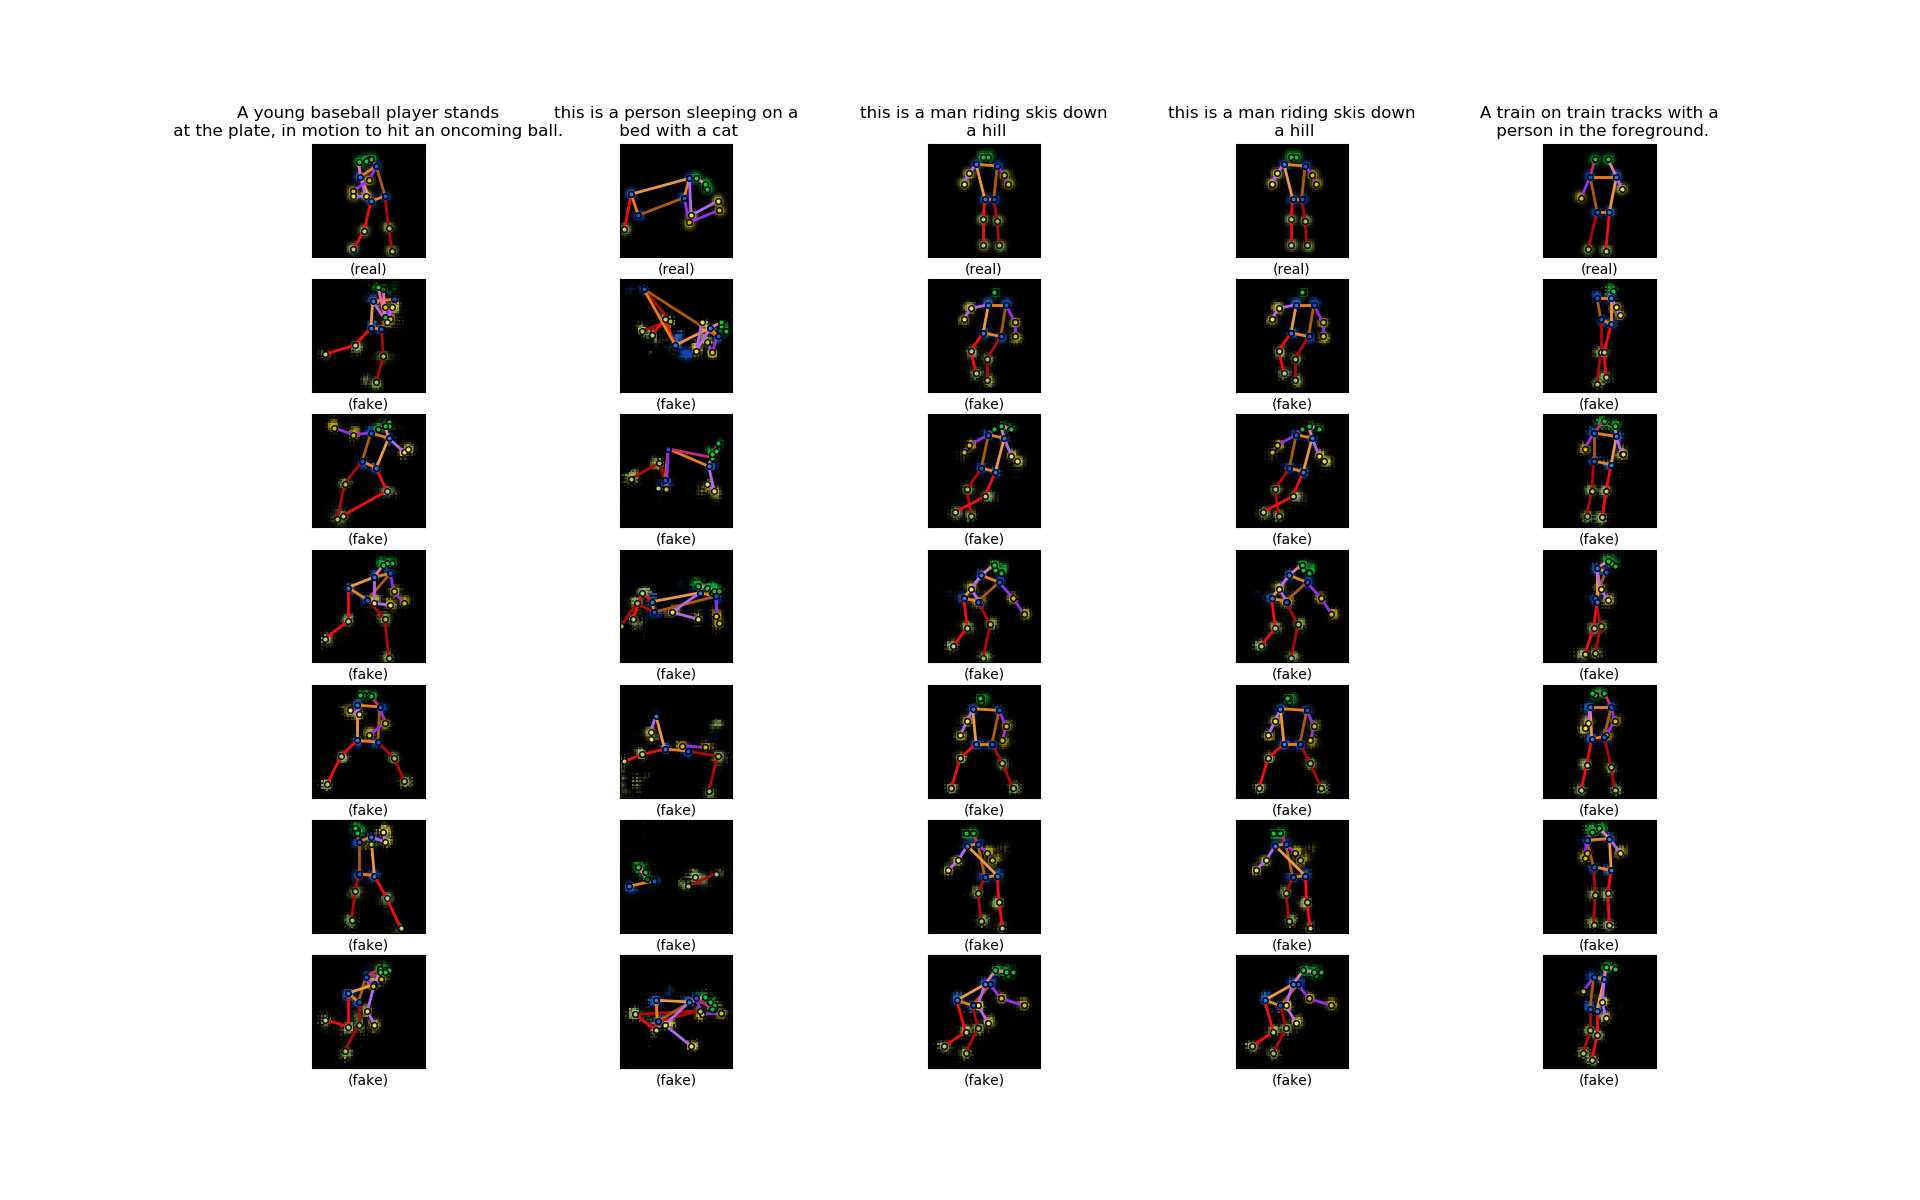 A young baseball player stands
at the plate, in motion to hit an oncoming ball.
this is a person sleeping on a
bed with a cat
this is a man riding skis down
a hill
this is a man riding skis down
a hill
A train on train tracks with a
person in the foreground.
(real) (real) (real) (real) (real)
(fake) (fake) (fake) (fake) (fake)
(fake) (fake) (fake) (fake) (fake)
(fake) (fake) (fake) (fake) (fake)
(fake) (fake) (fake) (fake) (fake)
(fake) (fake) (fake) (fake) (fake)
(fake) (fake) (fake) (fake) (fake)